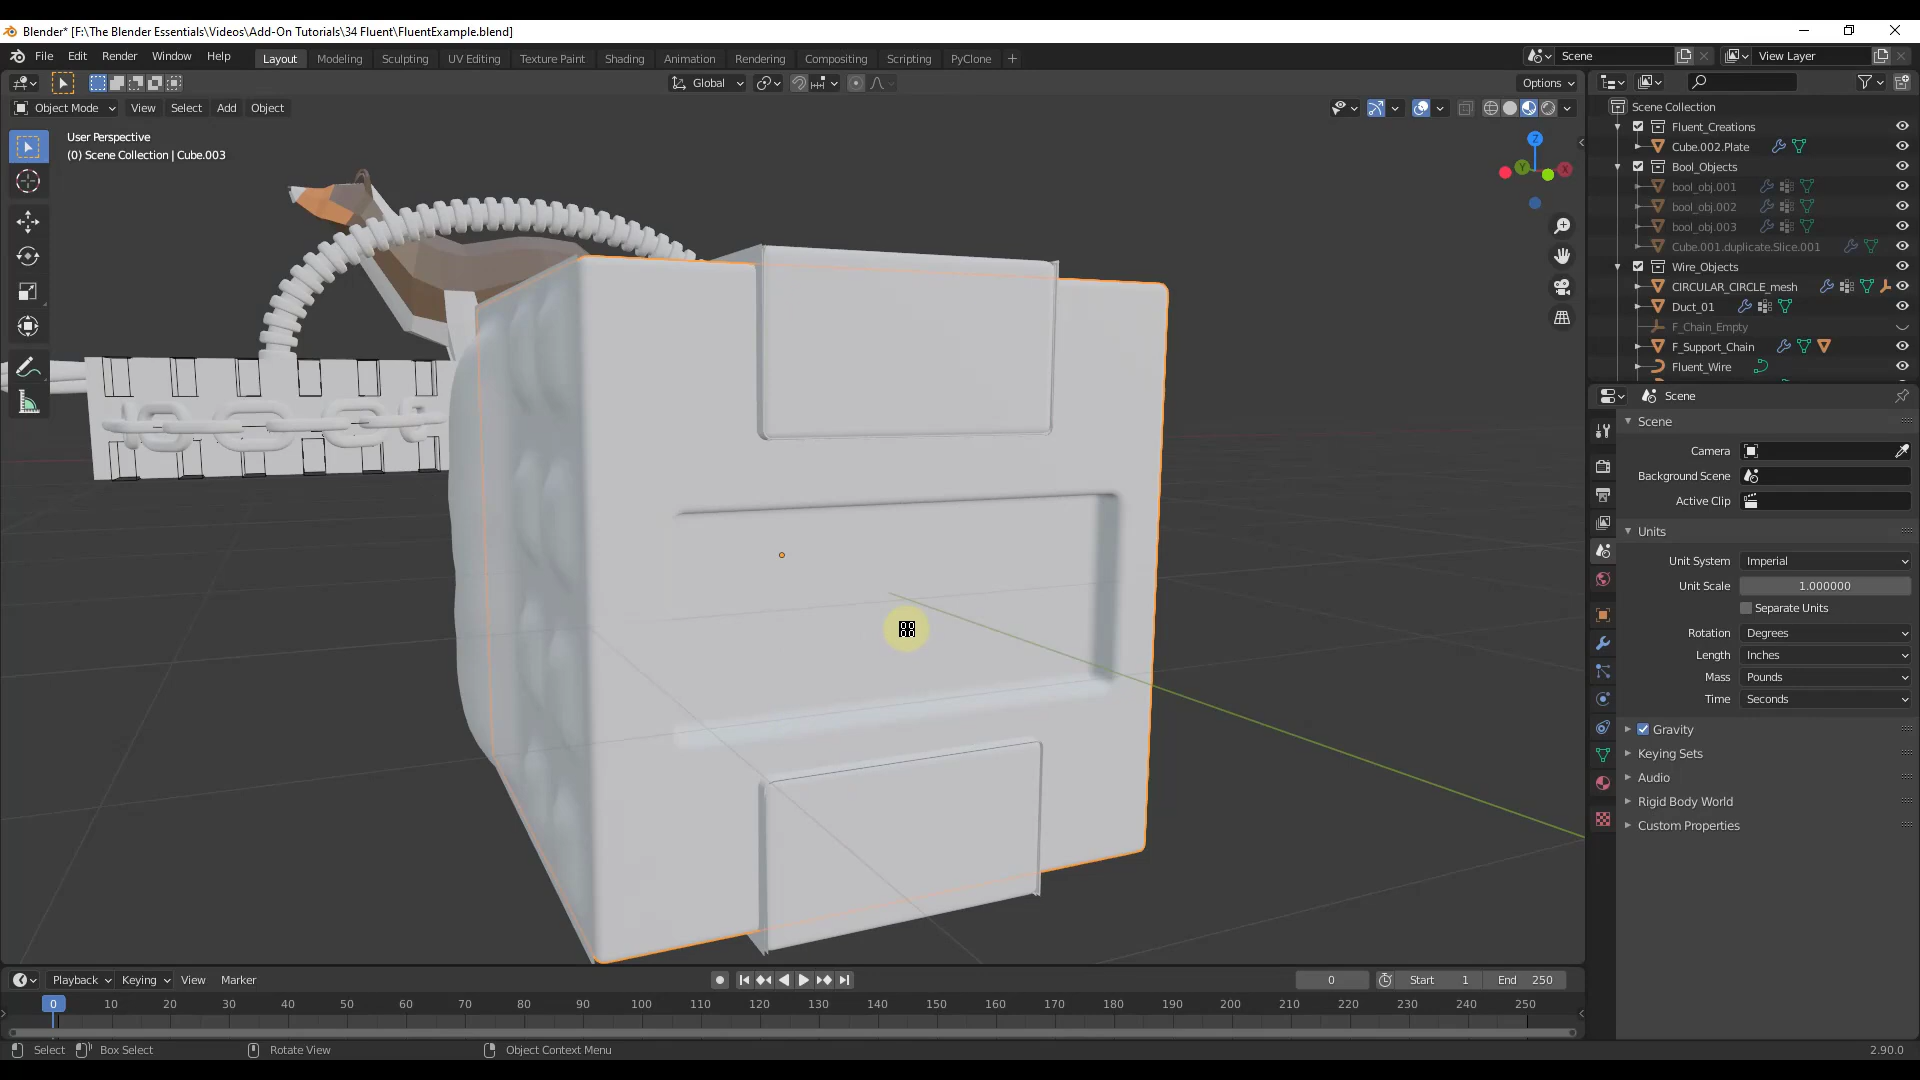 Blender* [F:\The Blender Essentials\Videos\Add-On Tutorials\34 Fluent\FluentExample.blend]
File Edit Render Window Help Layout Modeling Sculpting UV Editing Texture Paint Shading Animation Rendering Compositing Scripting PyClone + Scene View Layer
Global Options
Object Mode View Select Add Object
User Perspective
(0) Scene Collection | Cube.003
Z
Y
X
Scene Collection
Fluent_Creations
Cube.002.Plate
Bool_Objects
bool_obj.001
bool_obj.002
bool_obj.003
Cube.001.duplicate.Slice.001
Wire_Objects
CIRCULAR_CIRCLE_mesh
Duct_01
F_Chain_Empty
F_Support_Chain
Fluent_Wire
Scene
Scene
Camera
Background Scene
Active Clip
Units
Unit System Imperial
Unit Scale 1.000000
Separate Units
Rotation Degrees
Length Inches
Mass Pounds
Time Seconds
Gravity
Keying Sets
Audio
Rigid Body World
Custom Properties
Playback Keying View Marker 0 Start 1 End 250
0 10 20 30 40 50 60 70 80 90 100 110 120 130 140 150 160 170 180 190 200 210 220 230 240 250
Select Box Select Rotate View Object Context Menu 2.90.0